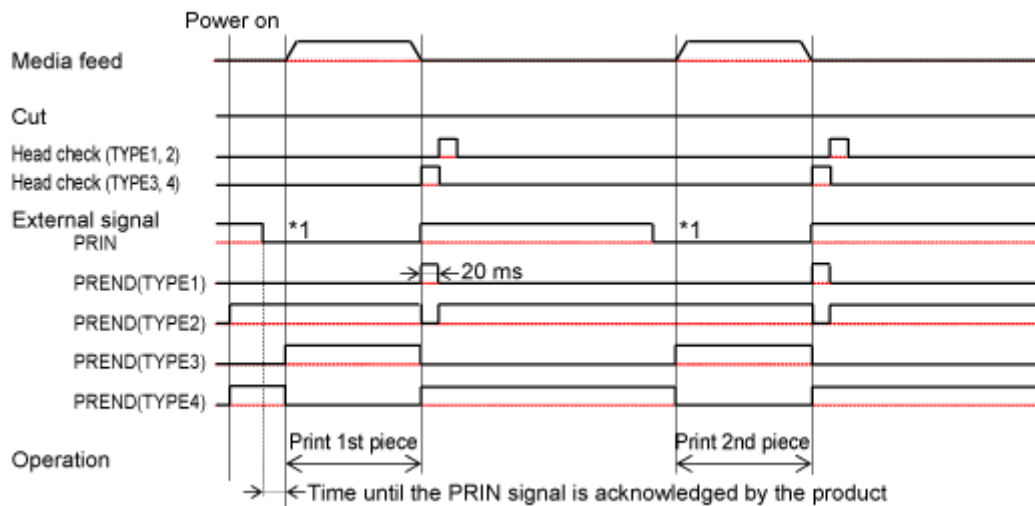 Power on
Media feed
Cut
Head check (TYPE1, 2)
Head check (TYPE3, 4)
External signal
PRIN
*1
*1
PREND(TYPE1)
20 ms
PREND(TYPE2)
PREND(TYPE3)
PREND(TYPE4)
Operation
Print 1st piece
Print 2nd piece
Time until the PRIN signal is acknowledged by the product